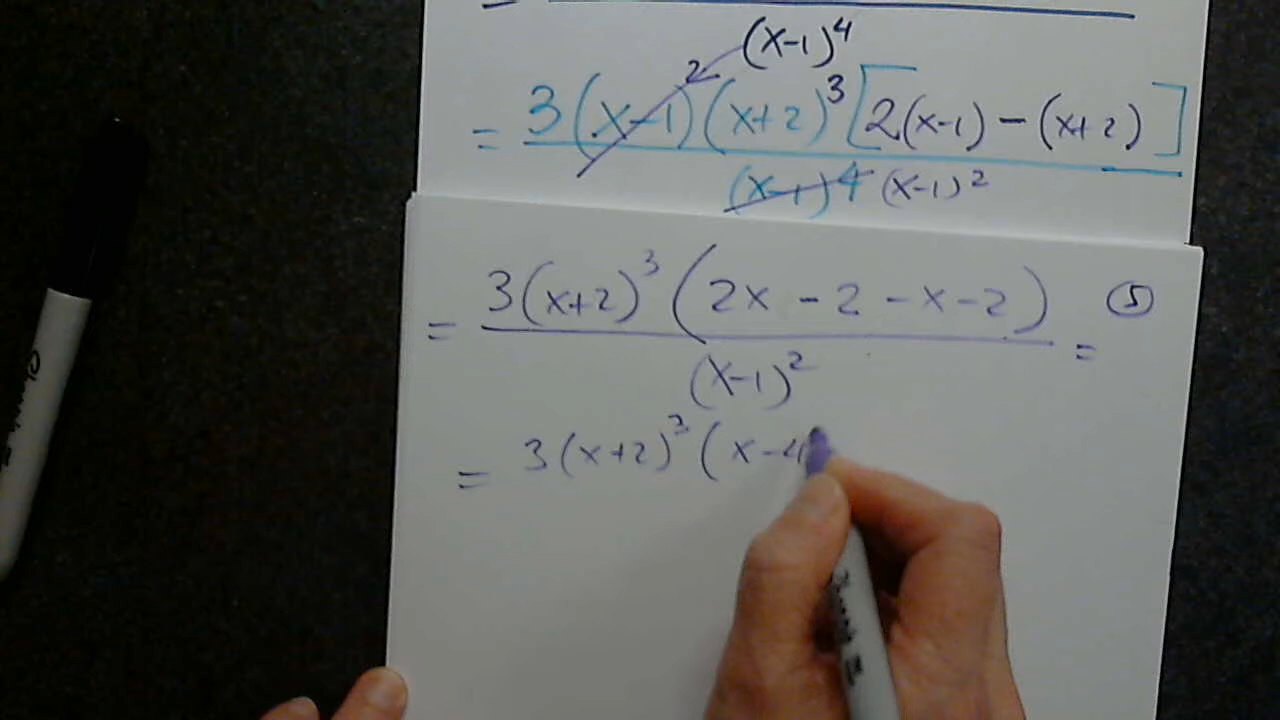 (x-1)^4
= 3(x-1)^2(x+2)^3[2(x-1)-(x+2)]
(x-1)^4 (x-1)^2
= 3(x+2)^3(2x-2-x-2) = ⑤
(x-1)^2
= 3(x+2)^3(x-4